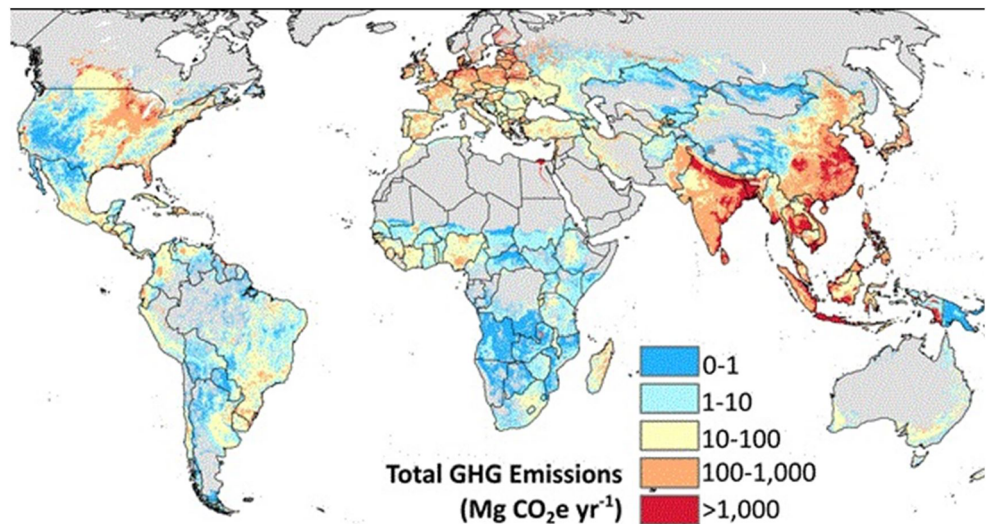 0-1
1-10
10-100
Total GHG Emissions 100-1,000
(Mg CO₂e yr⁻¹) >1,000